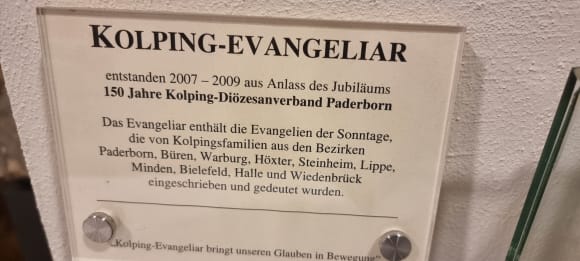 KOLPING-EVANGELIAR
entstanden 2007 – 2009 aus Anlass des Jubiläums
150 Jahre Kolping-Diözesanverband Paderborn
Das Evangeliar enthält die Evangelien der Sonntage,
die von Kolpingsfamilien aus den Bezirken
Paderborn, Büren, Warburg, Höxter, Steinheim, Lippe,
Minden, Bielefeld, Halle und Wiedenbrück
eingeschrieben und gedeutet wurden.
„Kolping-Evangeliar bringt unseren Glauben in Bewegung“